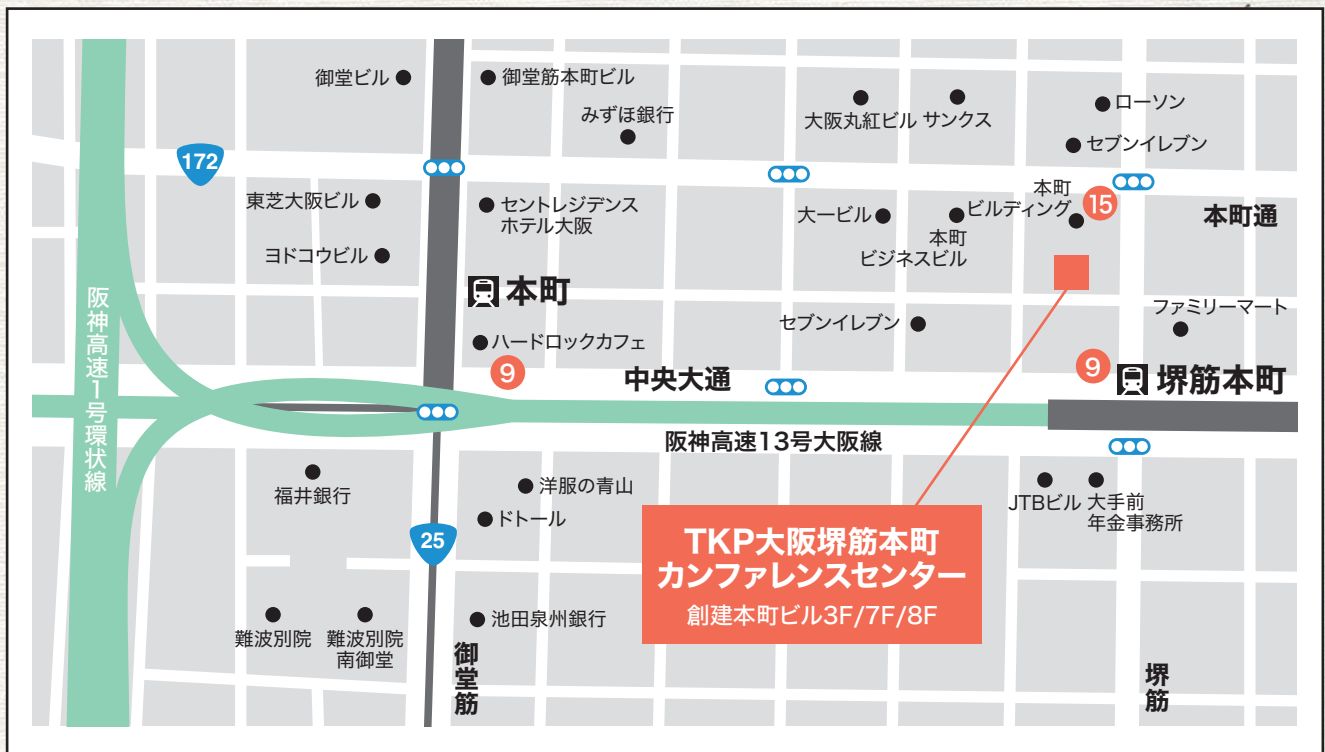 御堂ビル
御堂筋本町ビル
みずほ銀行
大阪丸紅ビル
サンクス
ローソン
セブンイレブン
172
東芝大阪ビル
セントレジデンス
ホテル大阪
大一ビル
本町
ビジネスビル
本町
ビルディング
15
本町通
ヨドコウビル
本町
阪神高速1号環状線
ハードロックカフェ
9
セブンイレブン
ファミリーマート
中央大通
9
堺筋本町
阪神高速13号大阪線
福井銀行
洋服の青山
ドトール
25
JTBビル
大手前
年金事務所
TKP大阪堺筋本町
カンファレンスセンター
創建本町ビル3F/7F/8F
難波別院
難波別院
南御堂
池田泉州銀行
御堂筋
堺筋